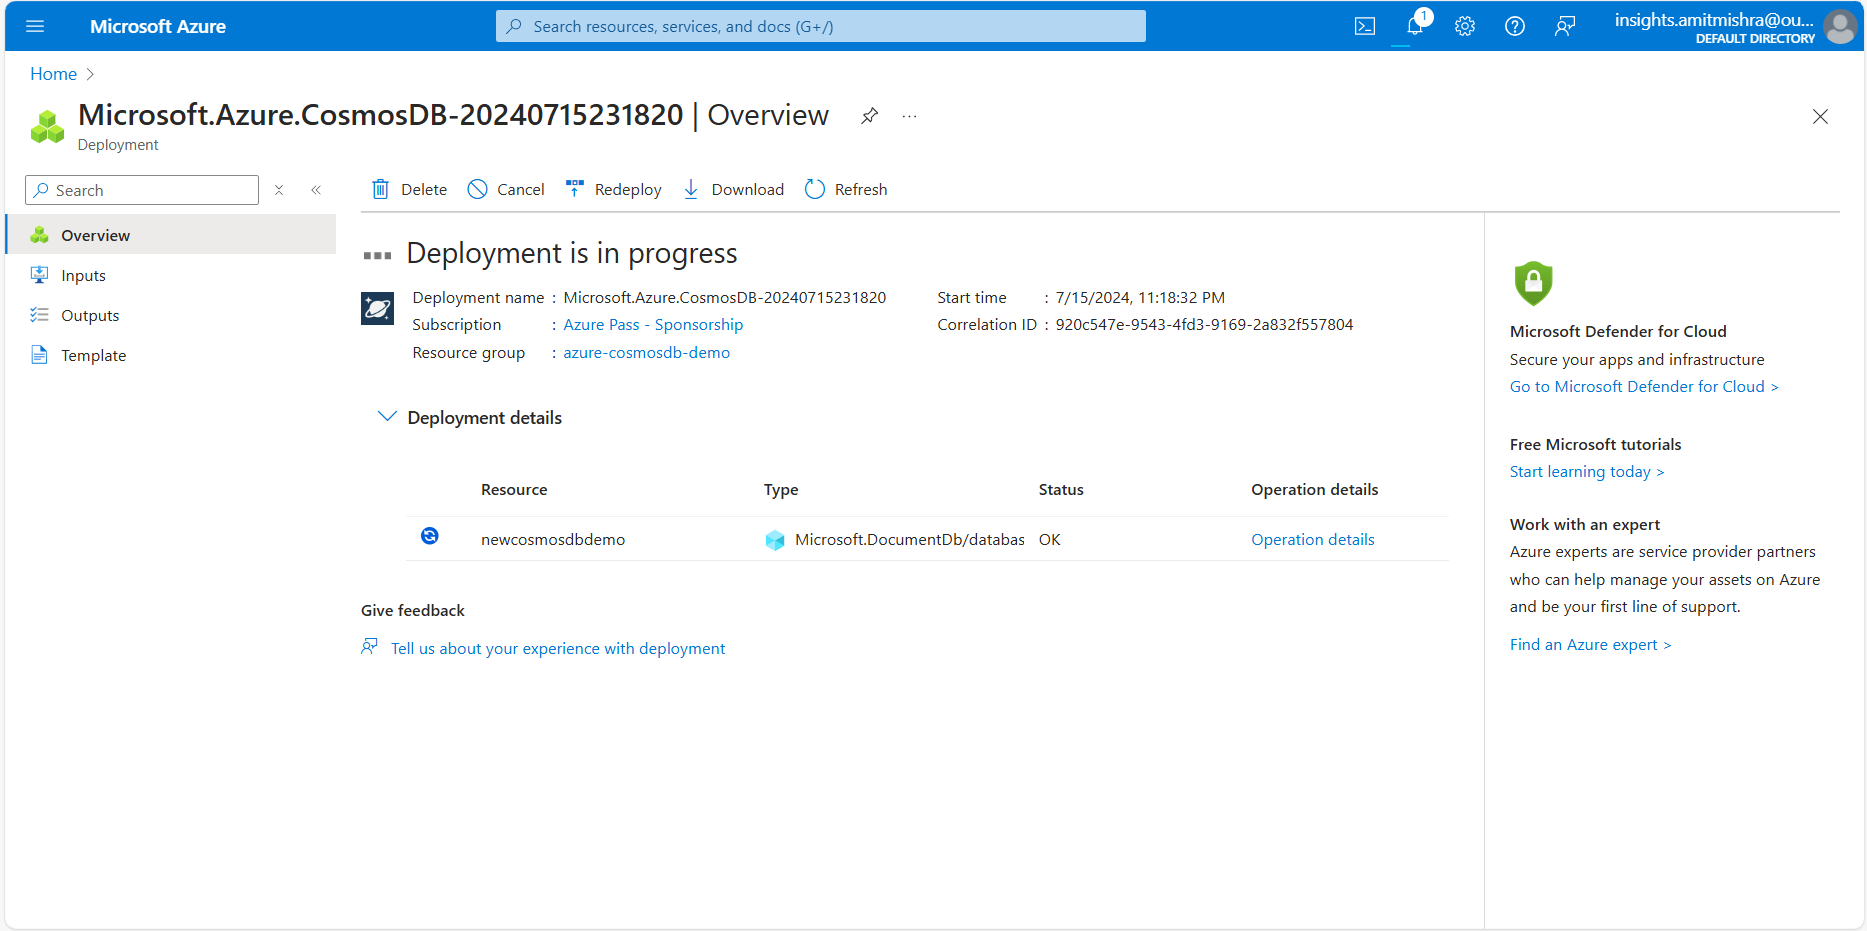 Microsoft Azure
Search resources, services, and docs (G+/)
1
insights.amitmishra@ou...
DEFAULT DIRECTORY
Home
Microsoft.Azure.CosmosDB-20240715231820 | Overview
Deployment
Search
Delete
Cancel
Redeploy
Download
Refresh
Overview
Inputs
Outputs
Template
Deployment is in progress
Deployment name : Microsoft.Azure.CosmosDB-20240715231820
Subscription : Azure Pass - Sponsorship
Resource group : azure-cosmosdb-demo
Start time : 7/15/2024, 11:18:32 PM
Correlation ID : 920c547e-9543-4fd3-9169-2a832f557804
Deployment details
Resource Type Status Operation details
newcosmosdbdemo Microsoft.DocumentDb/databas OK Operation details
Give feedback
Tell us about your experience with deployment
Microsoft Defender for Cloud
Secure your apps and infrastructure
Go to Microsoft Defender for Cloud >
Free Microsoft tutorials
Start learning today >
Work with an expert
Azure experts are service provider partners
who can help manage your assets on Azure
and be your first line of support.
Find an Azure expert >